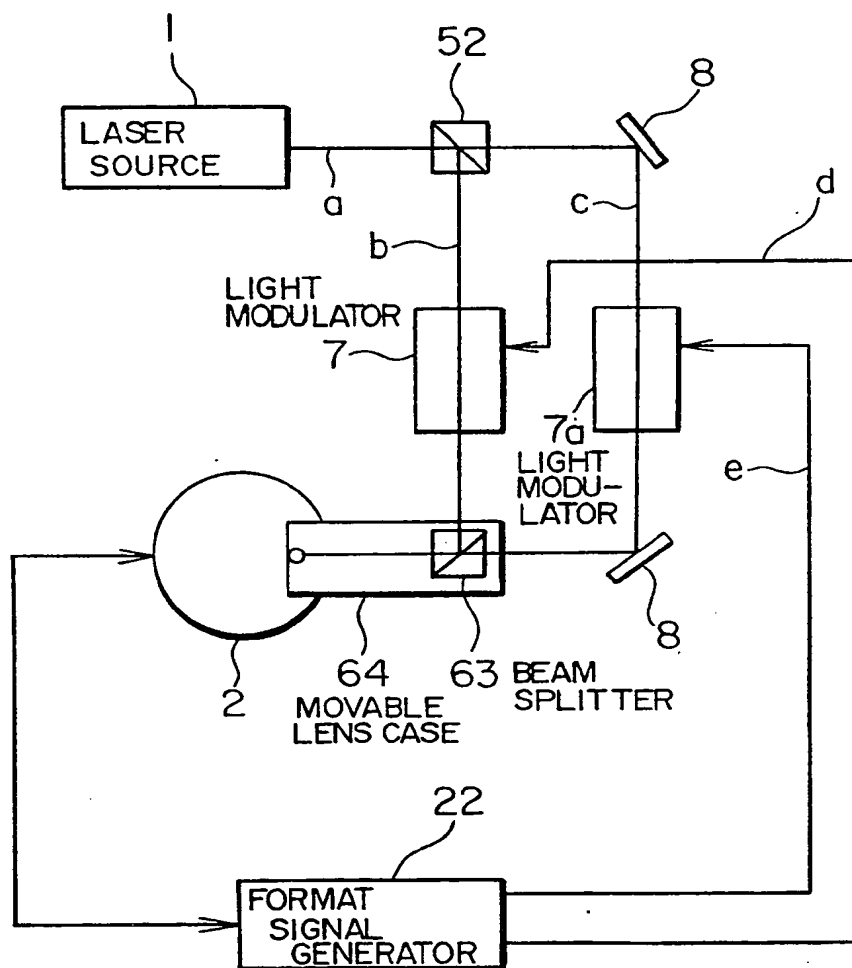 1
52
8
LASER
SOURCE
a
c
d
b
LIGHT
MODULATOR
7
7a
LIGHT
MODU-
LATOR
e
2
64
MOVABLE
LENS CASE
63 BEAM
SPLITTER
8
22
FORMAT
SIGNAL
GENERATOR